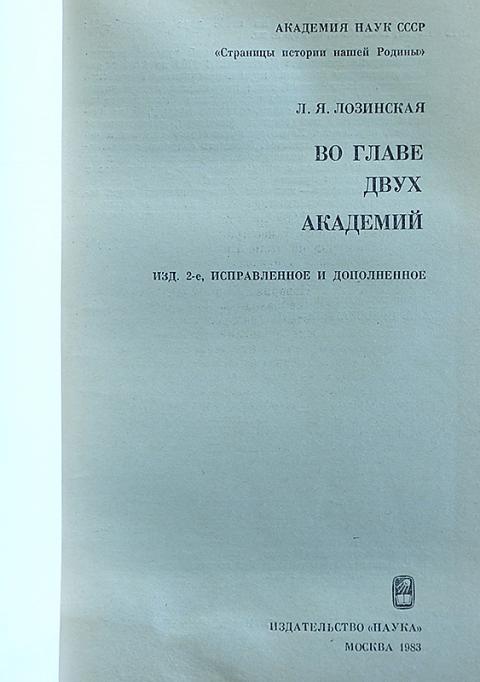 АКАДЕМИЯ НАУК СССР
«Страницы истории нашей Родины»
Л. Я. ЛОЗИНСКАЯ
ВО ГЛАВЕ
ДВУХ
АКАДЕМИЙ
ИЗД. 2-е, ИСПРАВЛЕННОЕ И ДОПОЛНЕННОЕ
ИЗДАТЕЛЬСТВО «НАУКА»
МОСКВА 1983